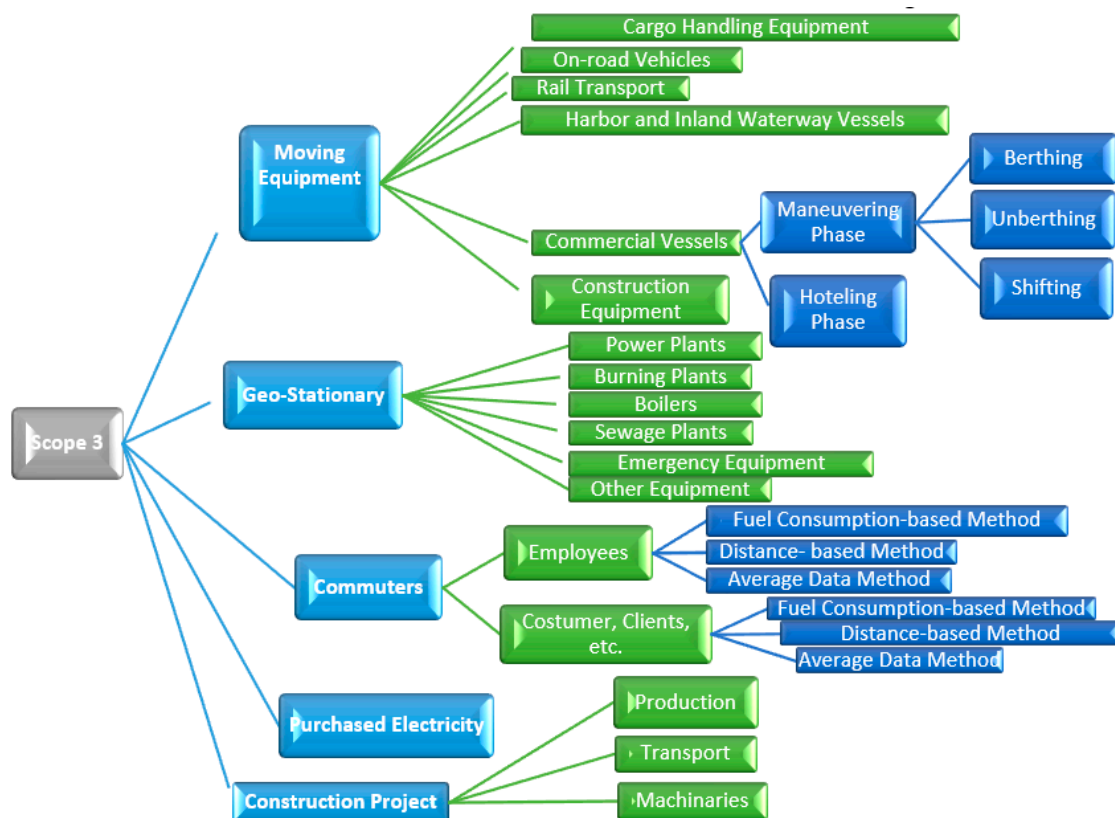 Cargo Handling Equipment
On-road Vehicles
Rail Transport
Harbor and Inland Waterway Vessels
Moving
Equipment
Berthing
Maneuvering
Phase
Unberthing
Commercial Vessels
Shifting
Hoteling
Phase
Construction
Equipment
Power Plants
Burning Plants
Geo-Stationary
Boilers
Sewage Plants
Scope 3
Emergency Equipment
Other Equipment
Fuel Consumption-based Method
Employees
Distance- based Method
Average Data Method
Commuters
Fuel Consumption-based Method
Costumer, Clients,
etc.
Distance-based Method
Average Data Method
Production
Purchased Electricity
Transport
Construction Project
Machinaries